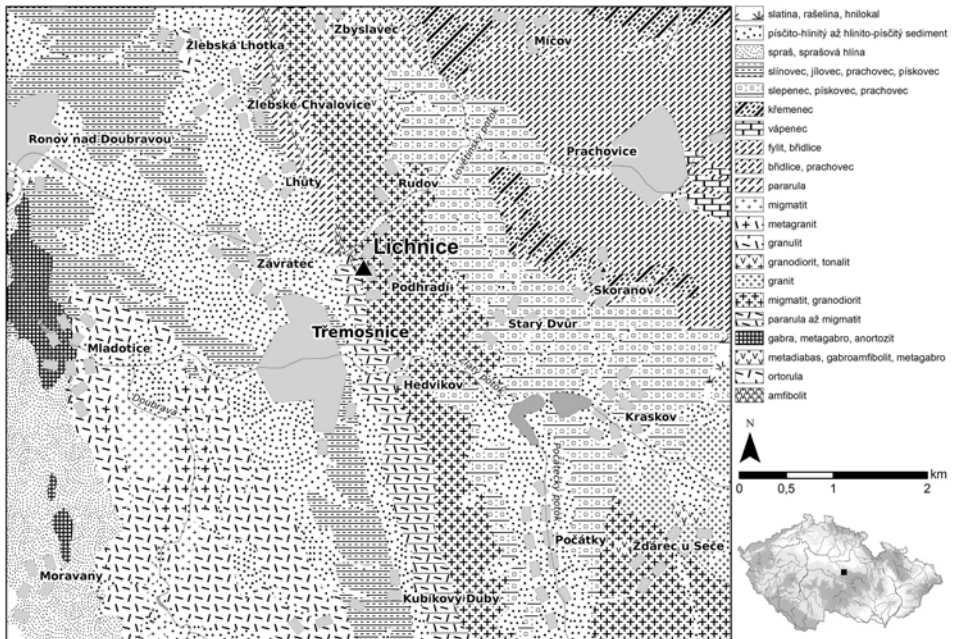 Žlebská Lhotka
Zbyslavec
Míčov
Žlebské Chvalovice
Ronov nad Doubravou
Lovětínský potok
Prachovice
Lhůty
Rudov
Lichnice
Závratec
Podhradí
Skoranov
Starý Dvůr
Třemošnice
Mladotice
Zlatý potok
Hedvikov
Doubrava
Kraskov
Počátecký potok
Počátky
Ždárec u Seče
Moravany
Kubíkovy Duby
slatina, rašelina, hnilokal
písčito-hlinitý až hlinito-písčitý sediment
spraš, sprašová hlína
slínovec, jílovec, prachovec, pískovec
slepenec, pískovec, prachovec
křemenec
vápenec
fylit, břidlice
břidlice, prachovec
pararula
migmatit
metagranit
granulit
granodiorit, tonalit
granit
migmatit, granodiorit
pararula až migmatit
gabra, metagabro, anortozit
metadiabas, gabroamfibolit, metagabro
ortorula
amfibolit
N
km
0 0,5 1 2